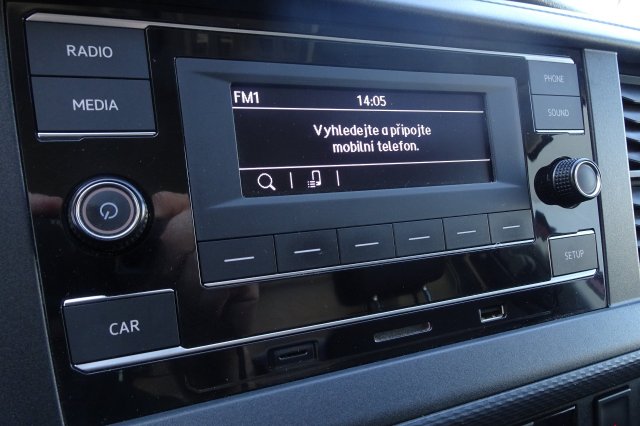 RADIO
MEDIA
FM1 14:05
Vyhledejte a připojte
mobilní telefon.
PHONE
SOUND
SETUP
CAR